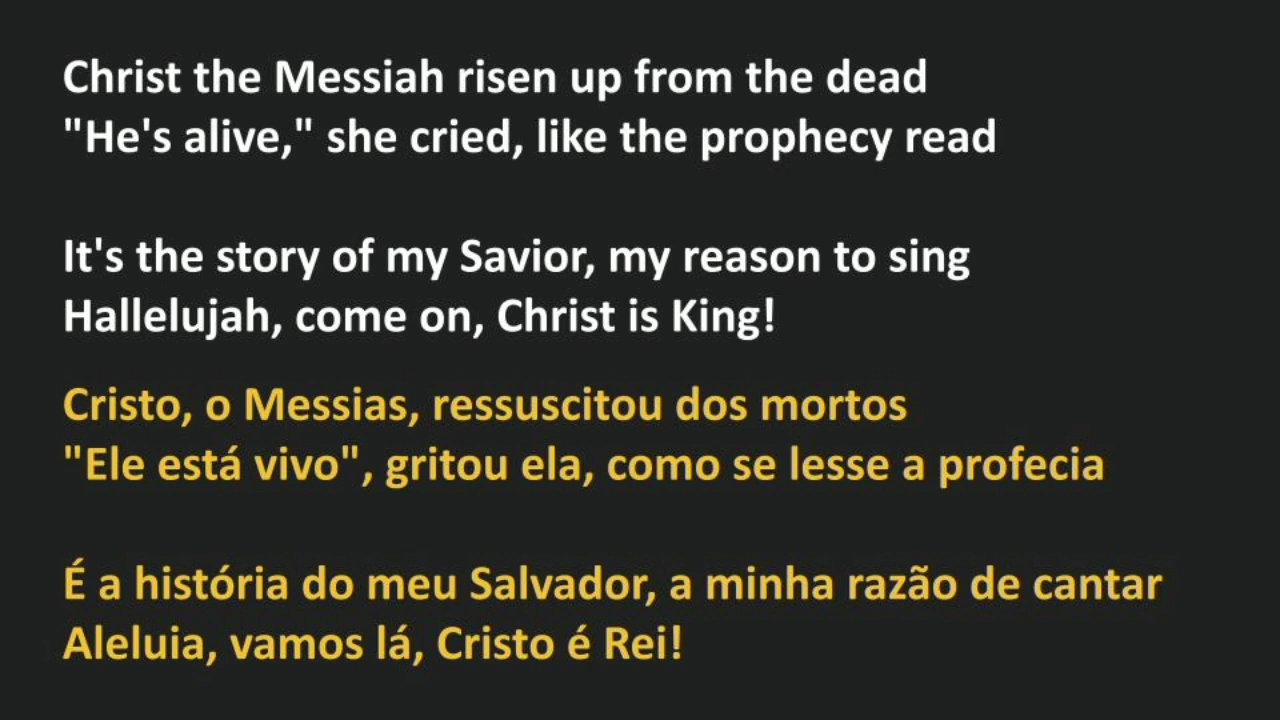 Christ the Messiah risen up from the dead
"He's alive," she cried, like the prophecy read
It's the story of my Savior, my reason to sing
Hallelujah, come on, Christ is King!
Cristo, o Messias, ressuscitou dos mortos
"Ele está vivo", gritou ela, como se lesse a profecia
É a história do meu Salvador, a minha razão de cantar
Aleluia, vamos lá, Cristo é Rei!